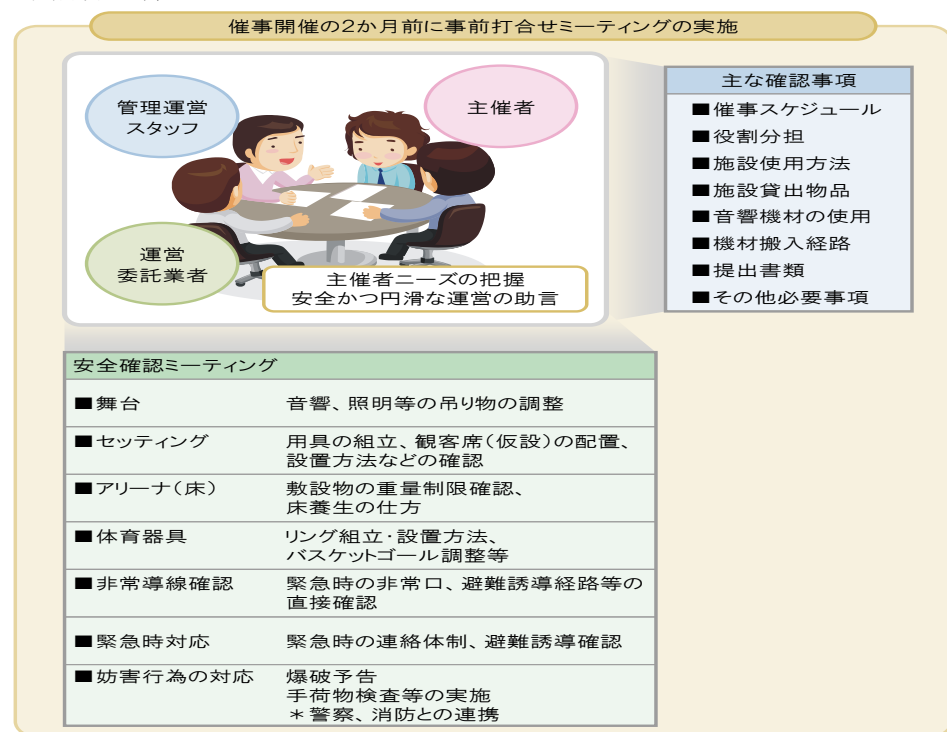 催事開催の2か月前に事前打合せミーティングの実施
管理運営
スタッフ
主催者
運営
委託業者
主催者ニーズの把握
安全かつ円滑な運営の助言
主な確認事項
■催事スケジュール
■役割分担
■施設使用方法
■施設貸出物品
■音響機材の使用
■機材搬入経路
■提出書類
■その他必要事項
安全確認ミーティング
■舞台 音響、照明等の吊り物の調整
■セッティング 用具の組立、観客席(仮設)の配置、
設置方法などの確認
■アリーナ(床) 敷設物の重量制限確認、
床養生の仕方
■体育器具 リング組立・設置方法、
バスケットゴール調整等
■非常導線確認 緊急時の非常口、避難誘導経路等の
直接確認
■緊急時対応 緊急時の連絡体制、避難誘導確認
■妨害行為の対応 爆破予告
手荷物検査等の実施
＊警察、消防との連携